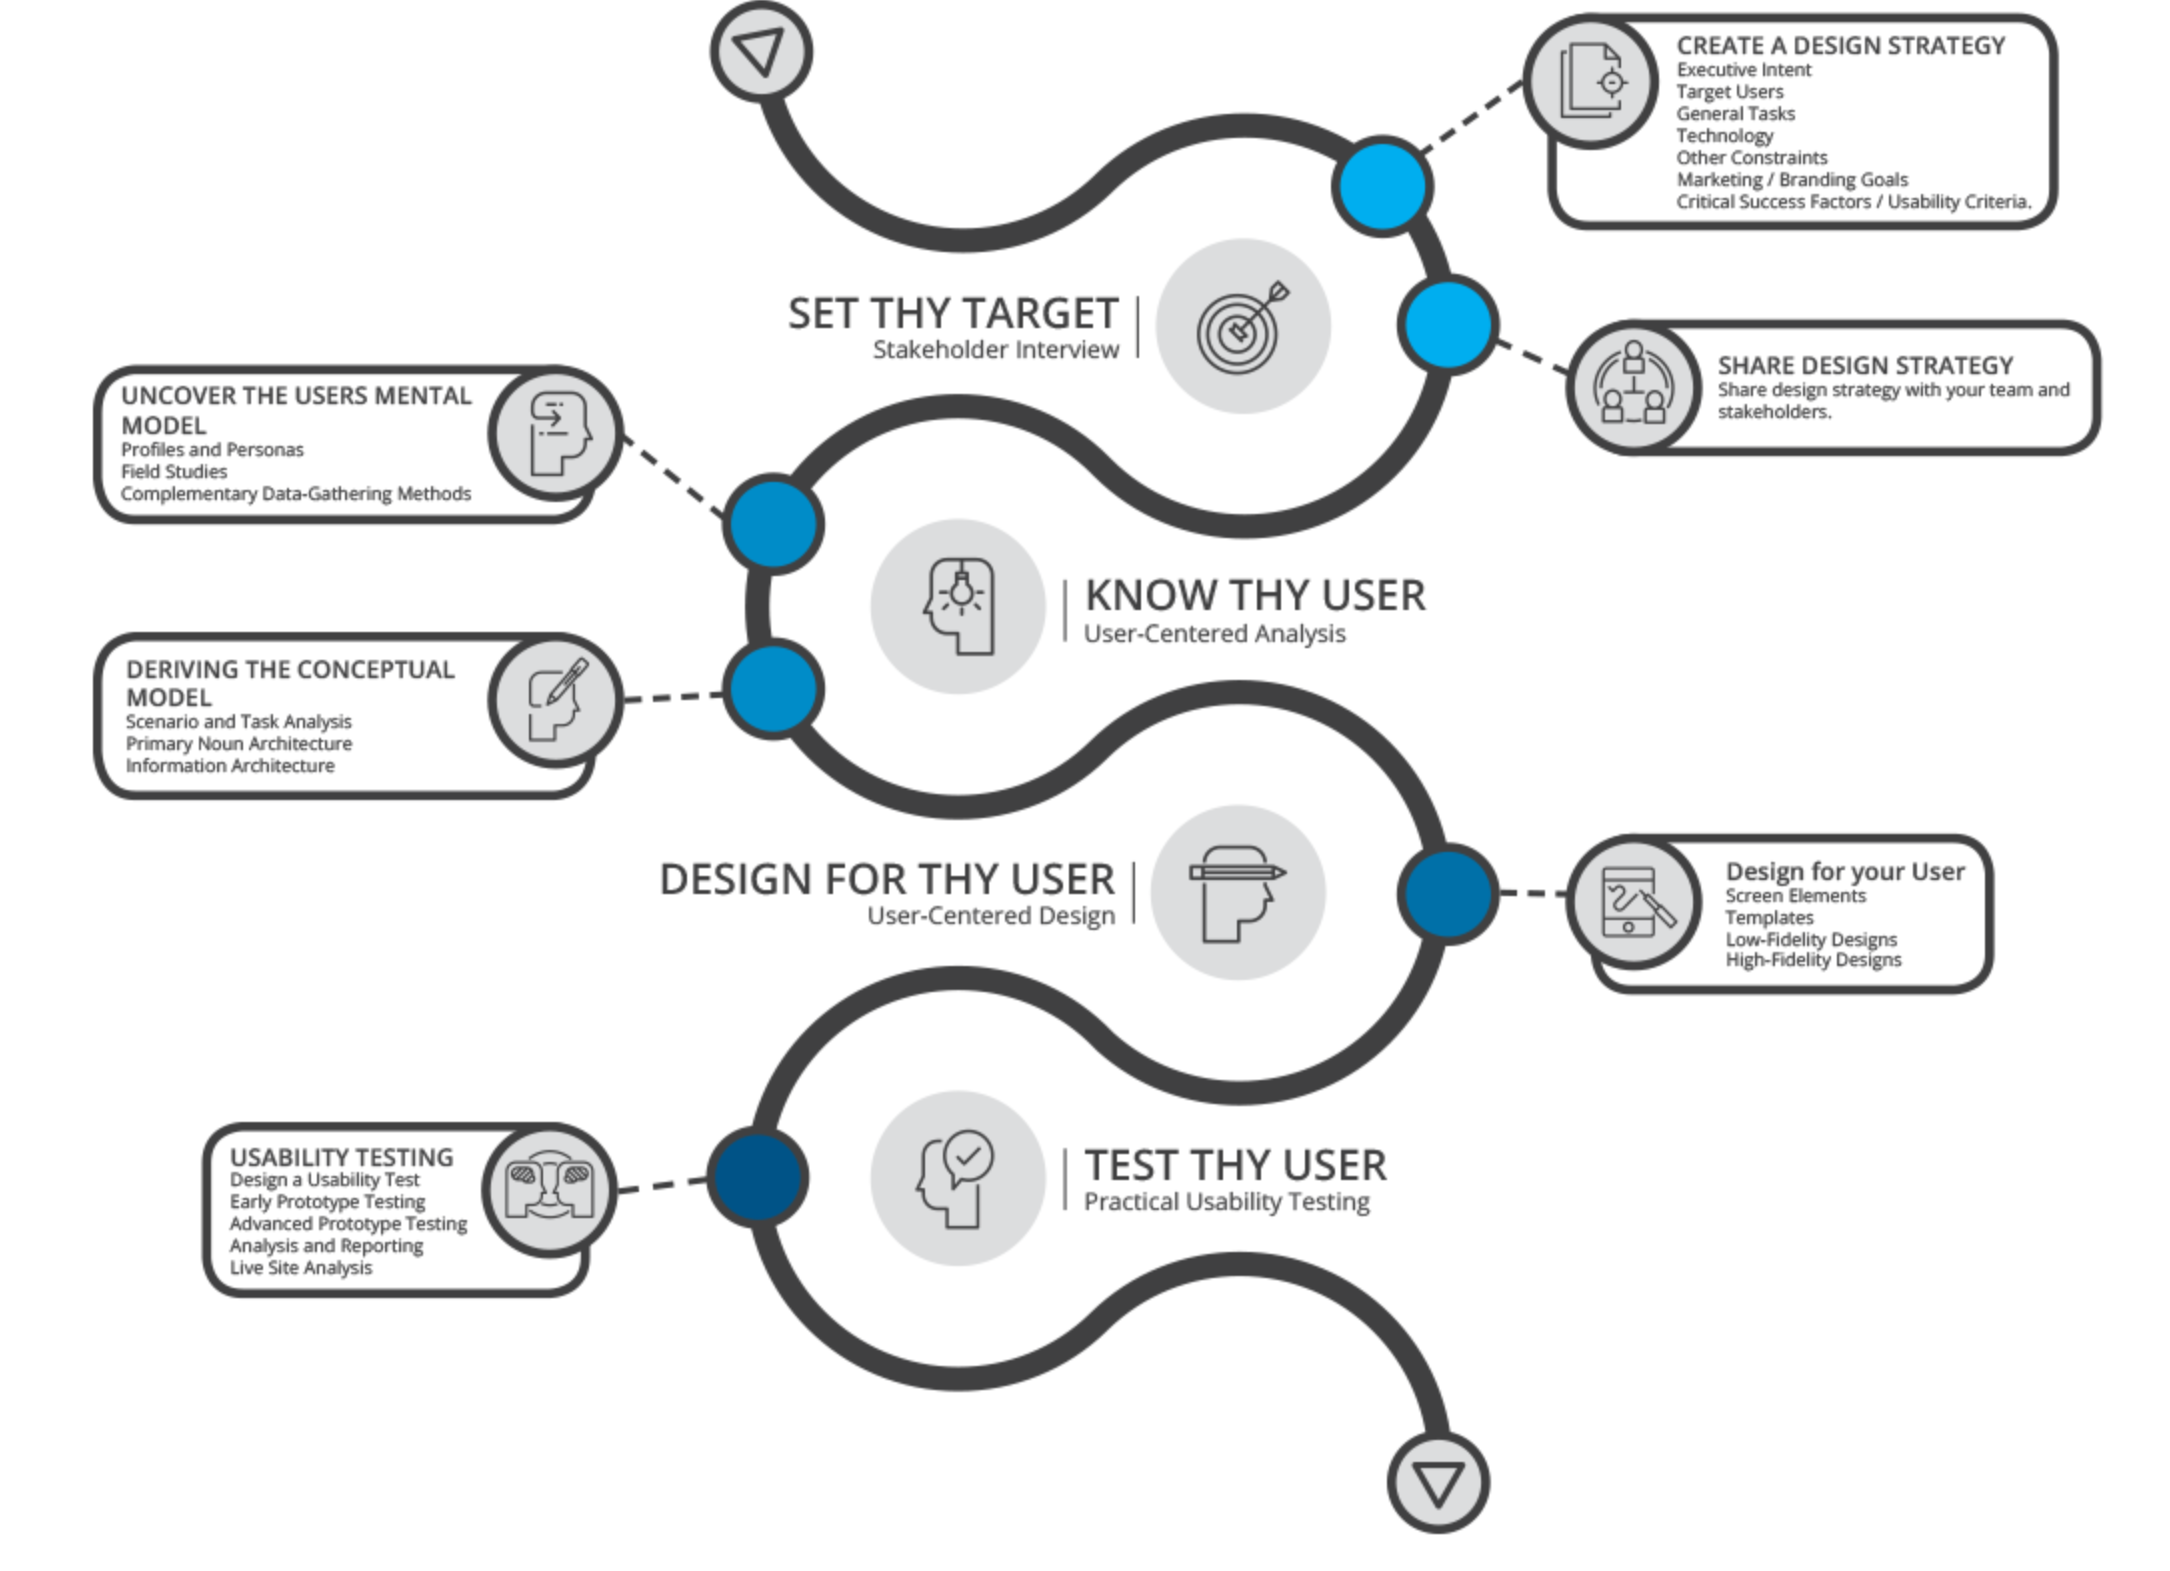 CREATE A DESIGN STRATEGY
Executive Intent
Target Users
General Tasks
Technology
Other Constraints
Marketing / Branding Goals
Critical Success Factors / Usability Criteria.
SET THY TARGET
Stakeholder Interview
SHARE DESIGN STRATEGY
Share design strategy with your team and
stakeholders.
UNCOVER THE USERS MENTAL
MODEL
Profiles and Personas
Field Studies
Complementary Data-Gathering Methods
KNOW THY USER
User-Centered Analysis
DERIVING THE CONCEPTUAL
MODEL
Scenario and Task Analysis
Primary Noun Architecture
Information Architecture
DESIGN FOR THY USER
User-Centered Design
Design for your User
Screen Elements
Templates
Low-Fidelity Designs
High-Fidelity Designs
USABILITY TESTING
Design a Usability Test
Early Prototype Testing
Advanced Prototype Testing
Analysis and Reporting
Live Site Analysis
TEST THY USER
Practical Usability Testing